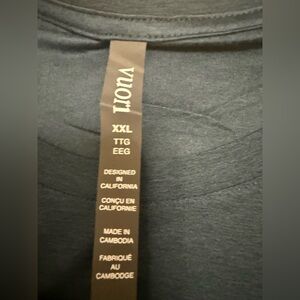 vuori
XXL
TTG
EEG
DESIGNED
IN
CALIFORNIA
CONÇU EN
CALIFORNIE
MADE IN
CAMBODIA
FABRIQUÉ
AU
CAMBODGE